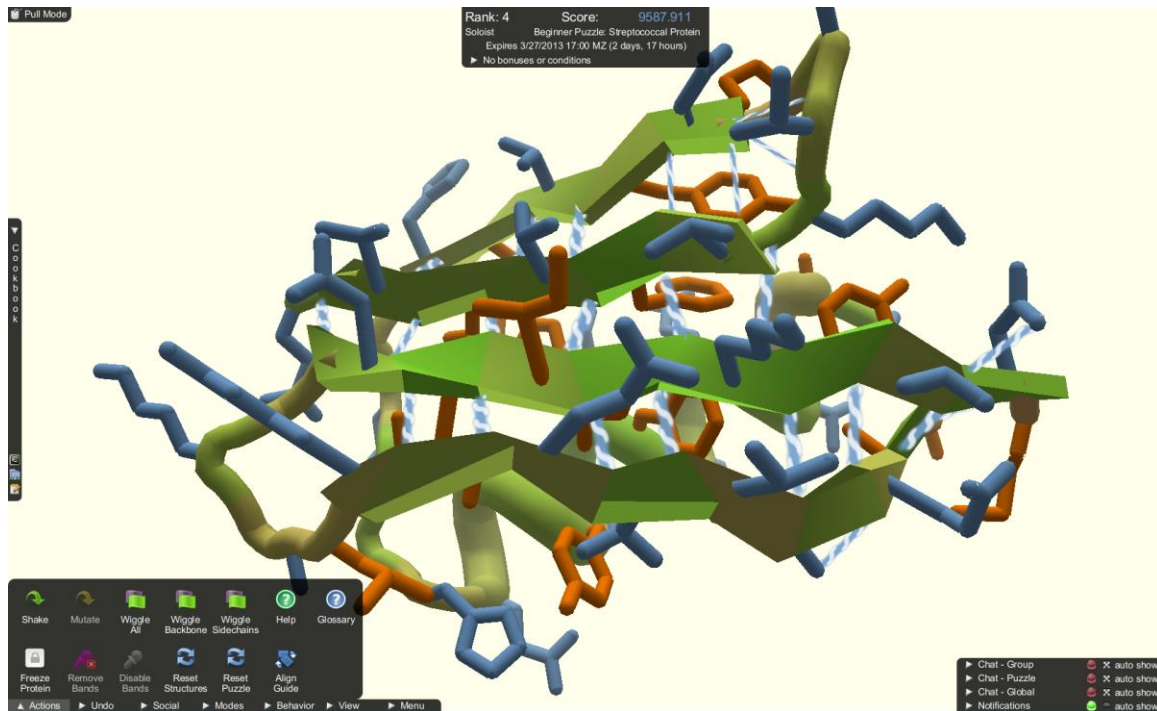 Pull Mode
Rank: 4 Score: 9587.911
Soloist Beginner Puzzle: Streptococcal Protein
Expires 3/27/2013 17:00 MZ (2 days, 17 hours)
▶ No bonuses or conditions
▼ Cookbook
Shake Mutate Wiggle All Wiggle Backbone Wiggle Sidechains Help Glossary
Freeze Protein Remove Bands Disable Bands Reset Structures Reset Puzzle Align Guide
▲ Actions ▶ Undo ▶ Social ▶ Modes ▶ Behavior ▶ View ▶ Menu
▶ Chat - Group auto show
▶ Chat - Puzzle auto show
▶ Chat - Global auto show
▶ Notifications auto show